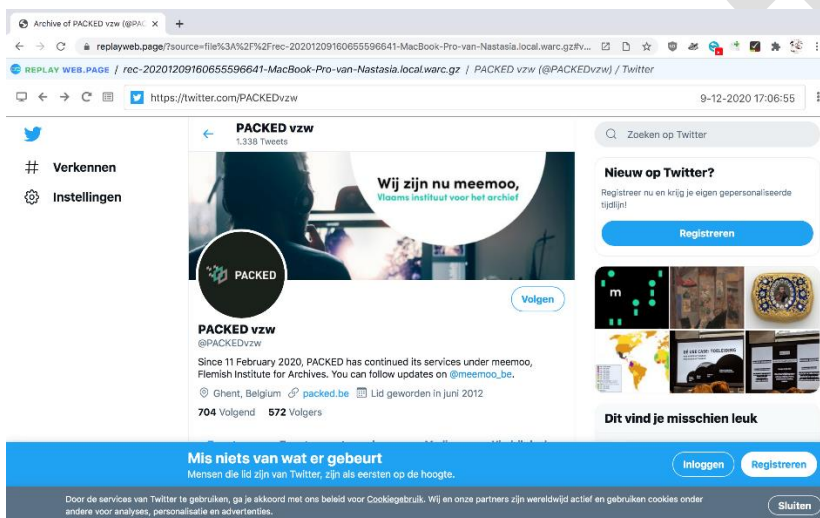 Archive of PACKED vzw (@PAC
replayweb.page/?source=file%3A%2F%2Frec-20201209160655596641-MacBook-Pro-van-Nastasia.local.warc.gz#v...
REPLAY WEB.PAGE / rec-20201209160655596641-MacBook-Pro-van-Nastasia.local.warc.gz / PACKED vzw (@PACKEDvzw) / Twitter
https://twitter.com/PACKEDvzw
9-12-2020 17:06:55
PACKED vzw
1.338 Tweets
Zoeken op Twitter
Verkennen
Instellingen
Wij zijn nu meemoo,
Vlaams instituut voor het archief
PACKED
Volgen
PACKED vzw
@PACKEDvzw
Since 11 February 2020, PACKED has continued its services under meemoo,
Flemish Institute for Archives. You can follow updates on @meemoo_be.
Ghent, Belgium packed.be Lid geworden in juni 2012
704 Volgend 572 Volgers
Nieuw op Twitter?
Registreer nu en krijg je eigen gepersonaliseerde
tijdlijn!
Registreren
m
Dit vind je misschien leuk
Mis niets van wat er gebeurt
Mensen die lid zijn van Twitter, zijn als eersten op de hoogte.
Inloggen
Registreren
Door de services van Twitter te gebruiken, ga je akkoord met ons beleid voor Cookiegebruik. Wij en onze partners zijn wereldwijd actief en gebruiken cookies onder
andere voor analyses, personalisatie en advertenties.
Sluiten